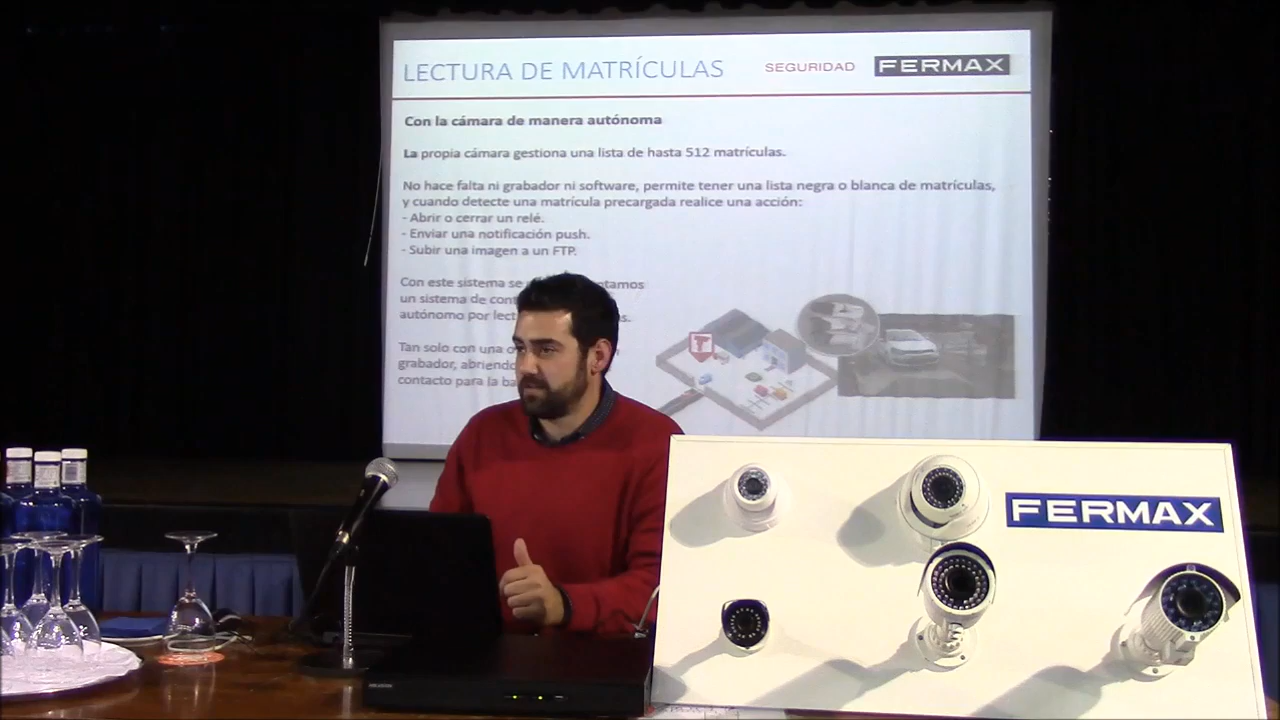 LECTURA DE MATRÍCULAS
SEGURIDAD
FERMAX
Con la cámara de manera autónoma
La propia cámara gestiona una lista de hasta 512 matrículas.
No hace falta ni grabador ni software, permite tener una lista negra o blanca de matrículas,
y cuando detecte una matrícula precargada realice una acción:
- Abrir o cerrar un relé.
- Enviar una notificación push.
- Subir una imagen a un FTP.
Con este sistema se
un sistema de
autónomo por
Tan solo con una
grabador, abriendo
contacto para la
FERMAX